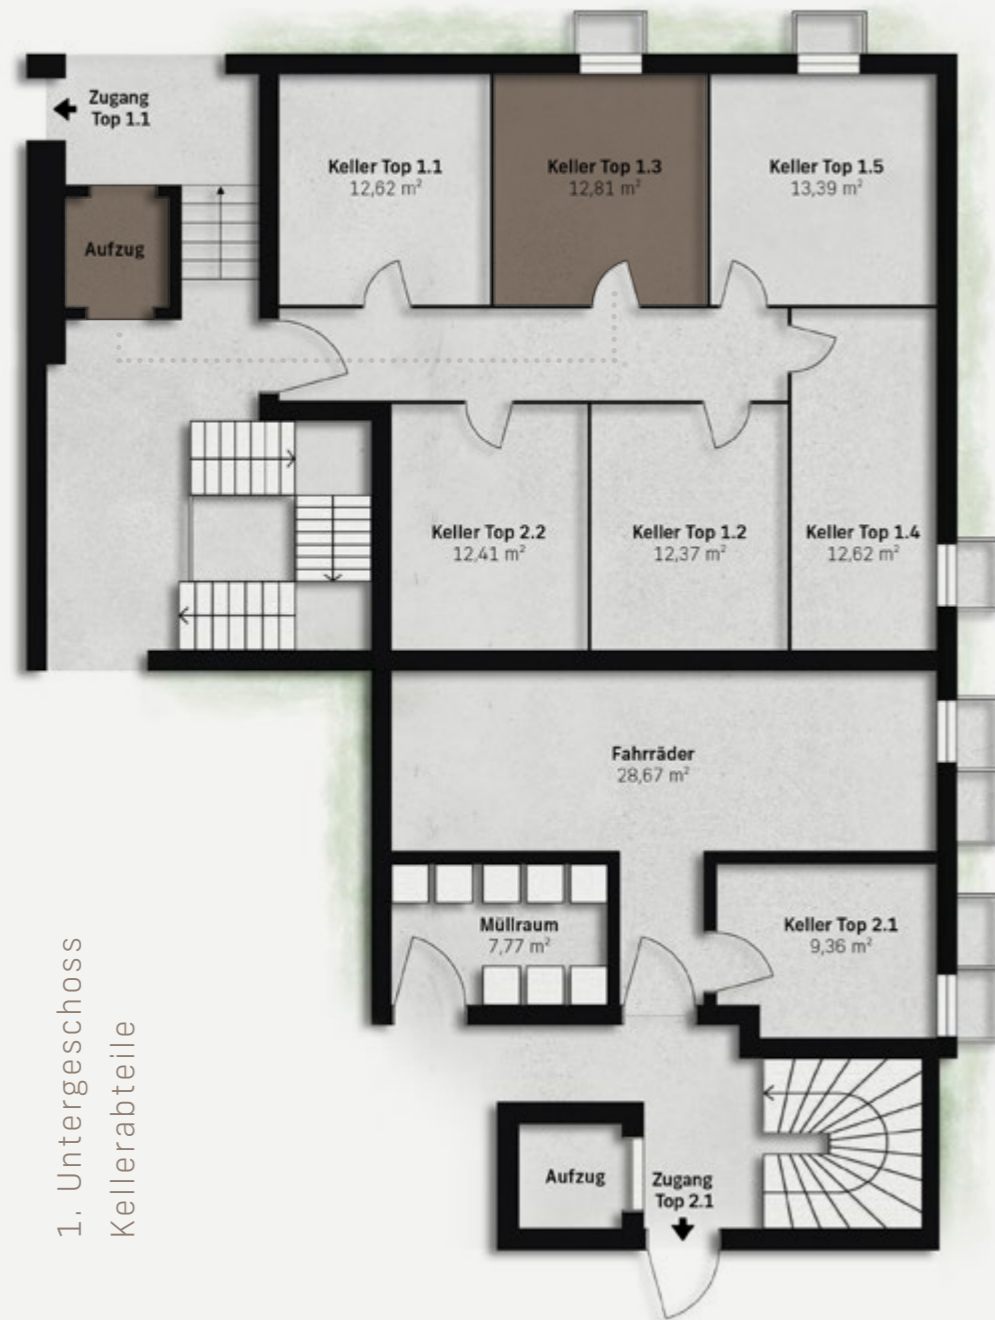 Zugang
Top 1.1
Keller Top 1.1
12,62 m²
Keller Top 1.3
12,81 m²
Keller Top 1.5
13,39 m²
Aufzug
Keller Top 2.2
12,41 m²
Keller Top 1.2
12,37 m²
Keller Top 1.4
12,62 m²
Fahrräder
28,67 m²
Müllraum
7,77 m²
Keller Top 2.1
9,36 m²
Aufzug
Zugang
Top 2.1
1. Untergeschoss
Kellerabteile